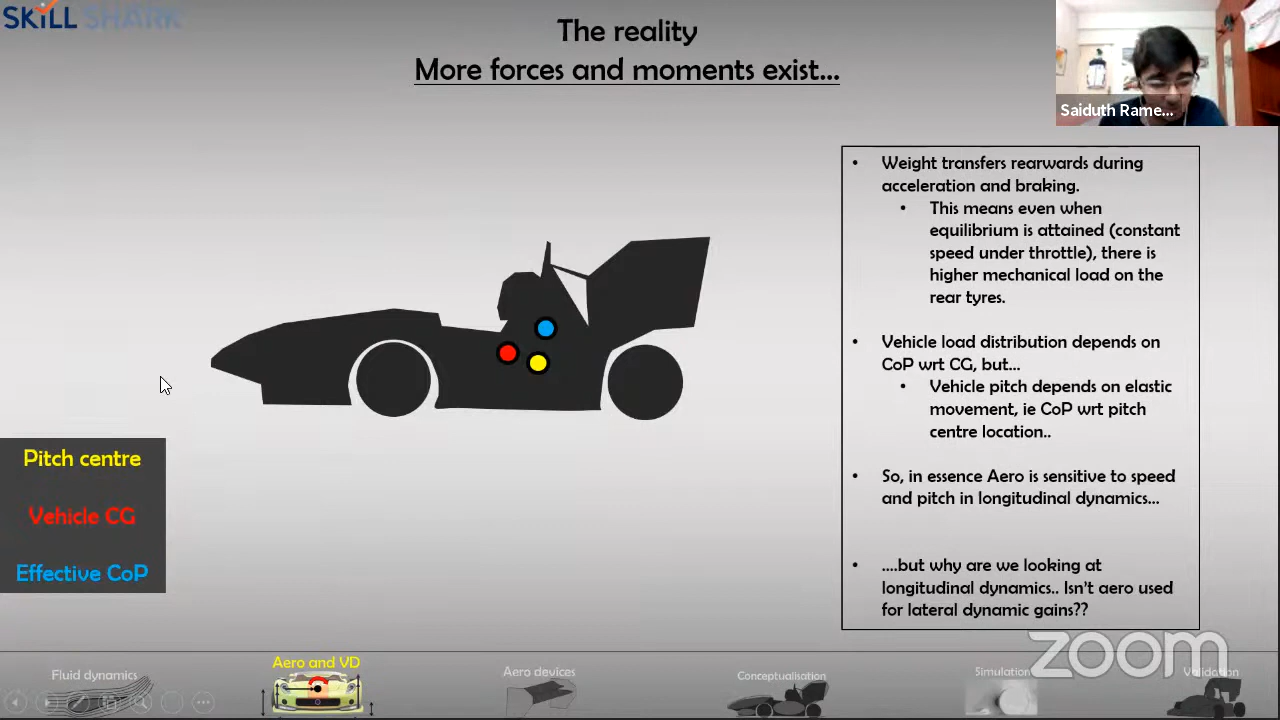 SKILL SHARK
The reality
More forces and moments exist...
Saiduth Rame...
• Weight transfers rearwards during
acceleration and braking.
• This means even when
equilibrium is attained (constant
speed under throttle), there is
higher mechanical load on the
rear tyres.
• Vehicle load distribution depends on
CoP wrt CG, but...
• Vehicle pitch depends on elastic
movement, ie CoP wrt pitch
centre location..
• So, in essence Aero is sensitive to speed
and pitch in longitudinal dynamics...
• ....but why are we looking at
longitudinal dynamics.. Isn't aero used
for lateral dynamic gains??
Pitch centre
Vehicle CG
Effective CoP
zoom
Fluid dynamics
Aero and VD
Aero devices
Conceptualisation
Simulation
Validation